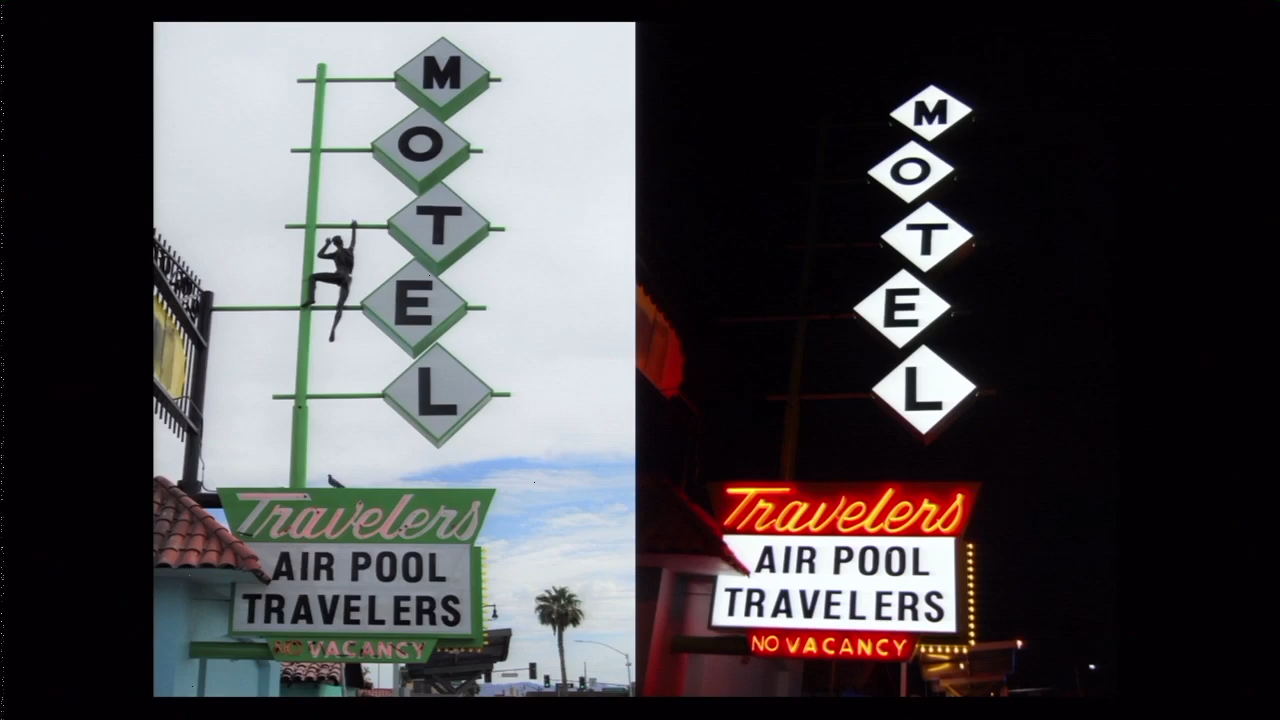 M
O
T
E
L
Travelers
AIR POOL
TRAVELERS
NO VACANCY
M
O
T
E
L
Travelers
AIR POOL
TRAVELERS
NO VACANCY